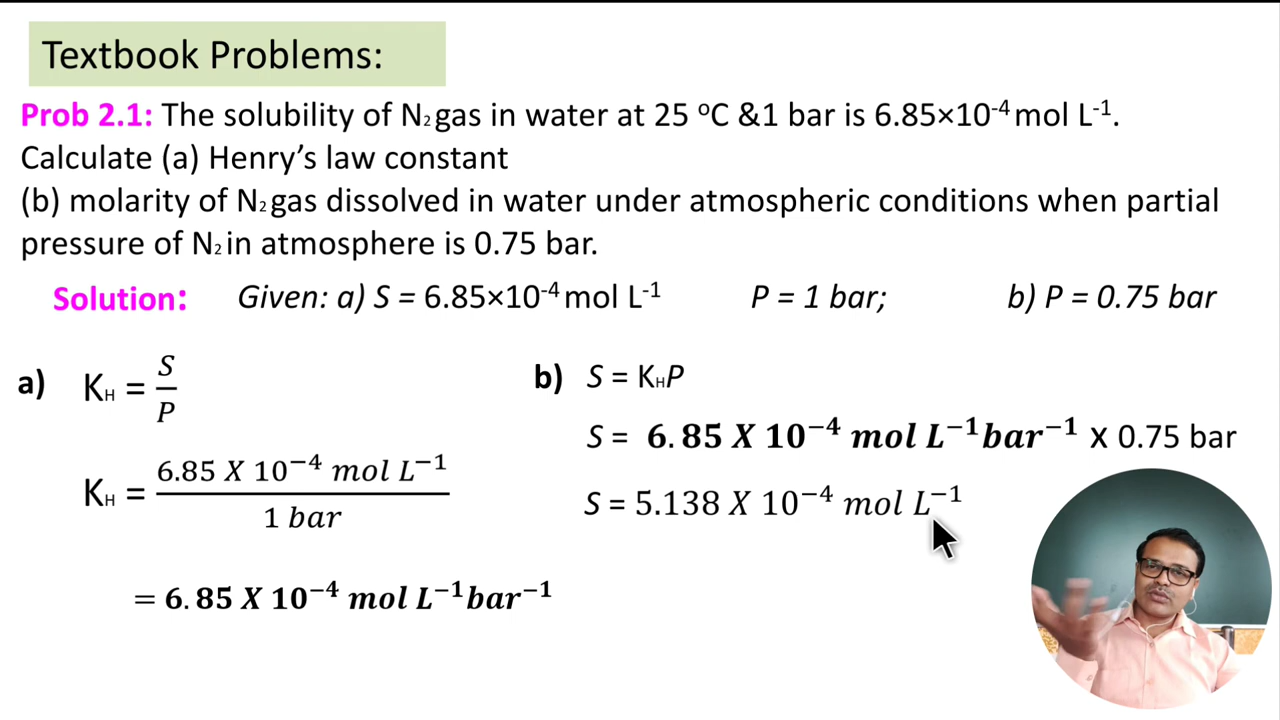 Textbook Problems:
Prob 2.1: The solubility of N₂ gas in water at 25 ᵒC &1 bar is 6.85×10⁻⁴ mol L⁻¹.
Calculate (a) Henry’s law constant
(b) molarity of N₂ gas dissolved in water under atmospheric conditions when partial
pressure of N₂ in atmosphere is 0.75 bar.
Solution: Given: a) S = 6.85×10⁻⁴ mol L⁻¹ P = 1 bar; b) P = 0.75 bar
a) K_H = S/P
K_H = 6.85 X 10⁻⁴ mol L⁻¹ / 1 bar
= 6.85 X 10⁻⁴ mol L⁻¹bar⁻¹
b) S = K_HP
S = 6.85 X 10⁻⁴ mol L⁻¹bar⁻¹ x 0.75 bar
S = 5.138 X 10⁻⁴ mol L⁻¹